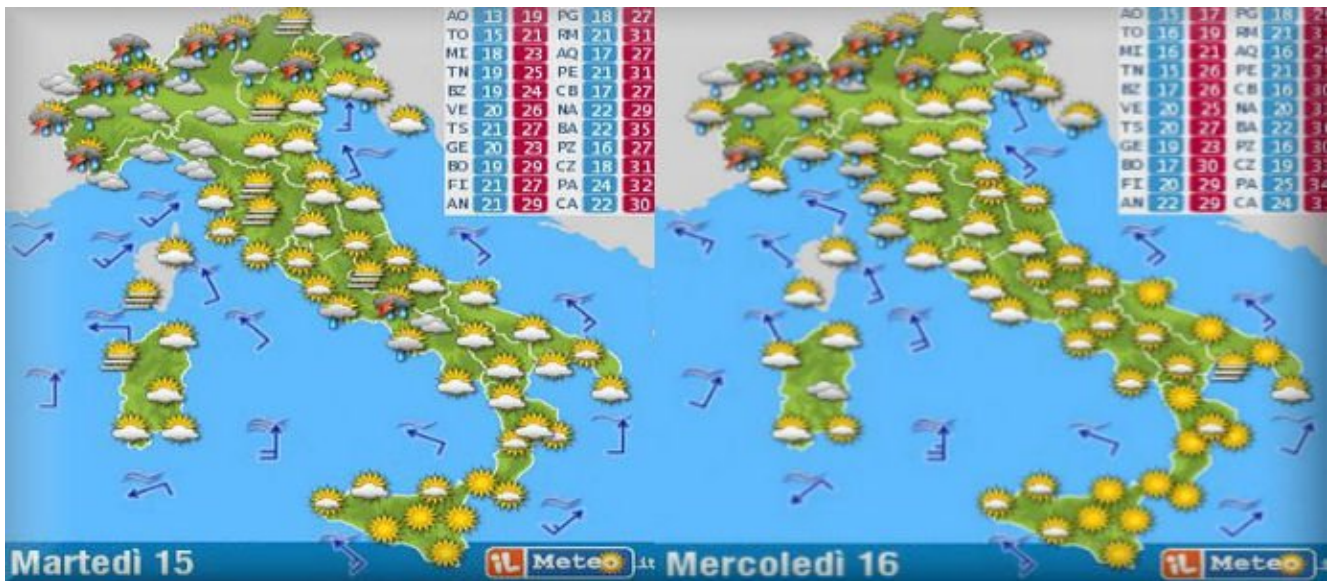 AO 13 19 PG 18 27
TO 15 21 RM 21 31
MI 18 23 AQ 17 27
TN 19 25 PE 21 31
BZ 19 24 CB 17 27
VE 20 26 NA 22 29
TS 21 27 BA 22 35
GE 20 23 PZ 16 27
BO 19 29 CZ 18 31
FI 21 27 PA 24 32
AN 21 29 CA 22 30
Martedì 15
iL Meteo.it
AO 15 17 PG 18
TO 16 19 RM 21
MI 16 21 AQ 16
TN 15 26 PE 21
BZ 17 26 CB 16
VE 20 25 NA 20
TS 20 27 BA 22
GE 19 23 PZ 16
BO 17 30 CZ 19
FI 20 29 PA 25 34
AN 22 29 CA 24
Mercoledì 16
iL Meteo